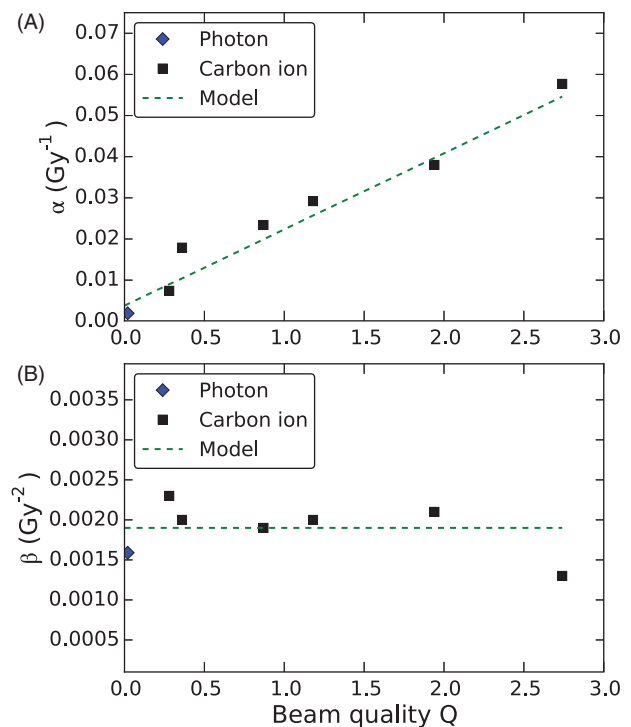 (A)
0.07
0.06
0.05
0.04
0.03
0.02
0.01
0.00
α (Gy⁻¹)
Photon
Carbon ion
Model
0.0 0.5 1.0 1.5 2.0 2.5 3.0
(B)
0.0035
0.0030
0.0025
0.0020
0.0015
0.0010
0.0005
β (Gy⁻²)
Photon
Carbon ion
Model
0.0 0.5 1.0 1.5 2.0 2.5 3.0
Beam quality Q